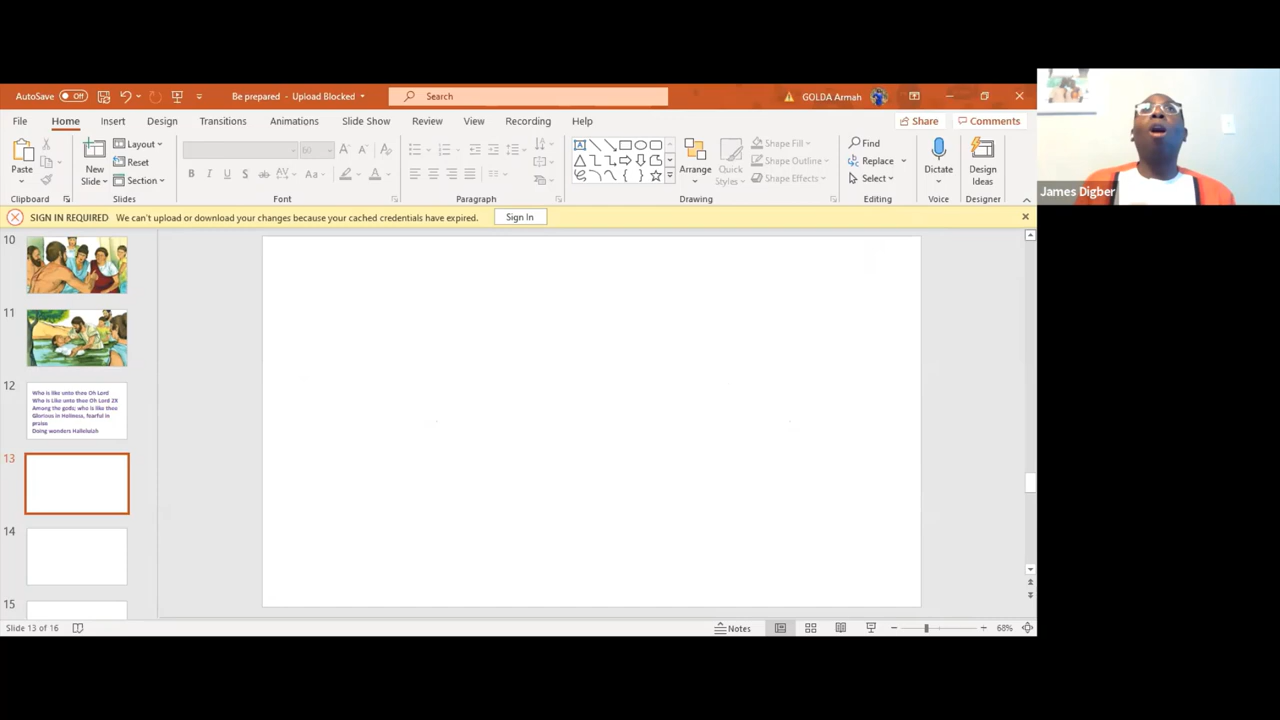 AutoSave Off
Be prepared - Upload Blocked
Search
GOLDA Armah
File Home Insert Design Transitions Animations Slide Show Review View Recording Help
Share Comments
Paste
Clipboard
New
Slide
Layout
Reset
Section
Slides
60
B I U S ab AV Aa A
Font
Paragraph
Arrange
Quick
Styles
Shape Fill
Shape Outline
Shape Effects
Drawing
Find
Replace
Select
Editing
Dictate
Voice
Design
Ideas
Designer
James Digber
SIGN IN REQUIRED We can't upload or download your changes because your cached credentials have expired. Sign In
10
11
12
Who is like unto thee Oh Lord
Who is Like unto thee Oh Lord 2X
Among the gods; who is like thee
Glorious in Holiness, fearful in
praise
Doing wonders Halleluiah
13
14
15
Slide 13 of 16
Notes
68%